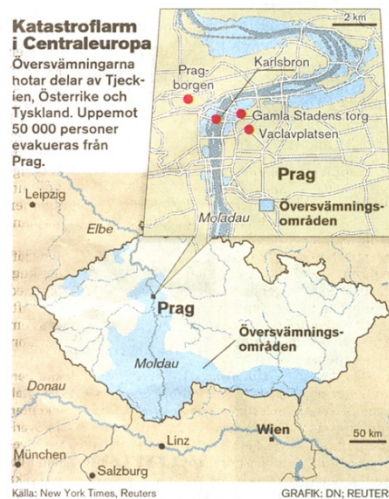 Katastroflarm
i Centraleuropa
Översvämningarna
hotar delar av Tjeck-
ien, Österrike och
Tyskland. Uppemot
50 000 personer
evakueras från
Prag.
2 km
Karlsbron
Prag-
borgen
Gamla Stadens torg
Vaclavplatsen
Prag
Moladau
Översvämnings-
områden
Leipzig
Elbe
Prag
Översvämnings-
områden
Moldau
Donau
Wien
50 km
Linz
München
Salzburg
Källa: New York Times, Reuters
GRAFIK: DN; REUTER